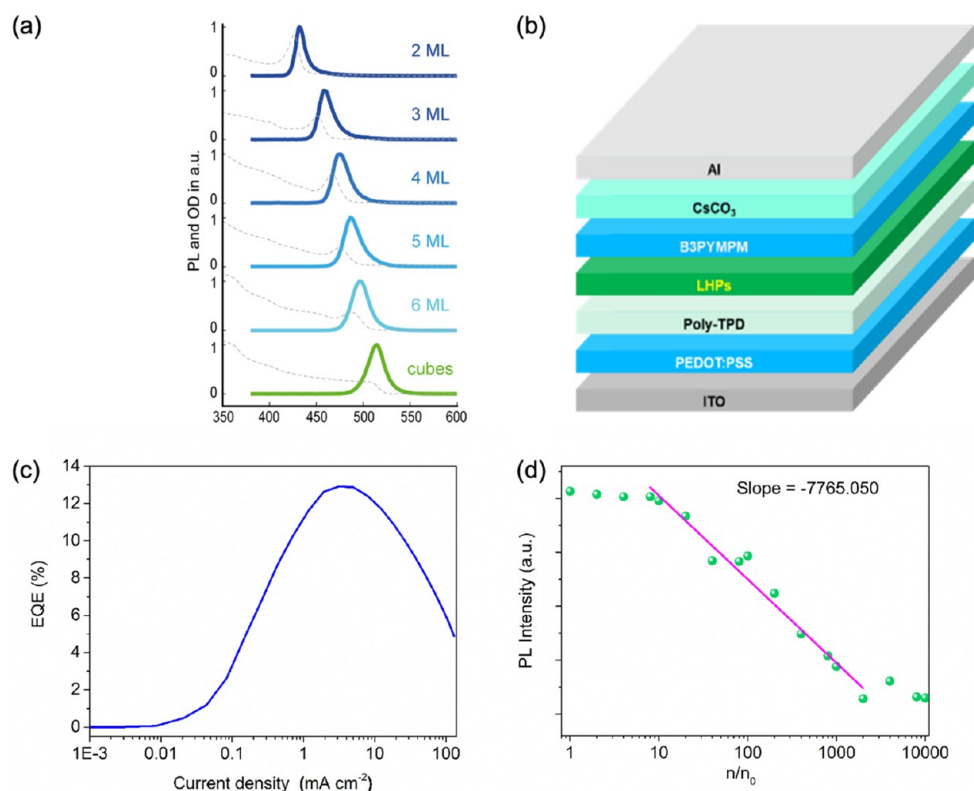 (a)
1
0
2 ML
1
0
3 ML
1
0
4 ML
1
0
5 ML
1
0
6 ML
1
0
cubes
PL and OD in a.u.
350 400 450 500 550 600
(b)
Al
CsCO₃
B3PYMPM
LHPs
Poly-TPD
PEDOT:PSS
ITO
(c)
14
12
10
8
6
4
2
0
EQE (%)
1E-3 0.01 0.1 1 10 100
Current density (mA cm⁻²)
(d)
Slope = -7765.050
PL Intensity (a.u.)
1 10 100 1000 10000
n/n₀